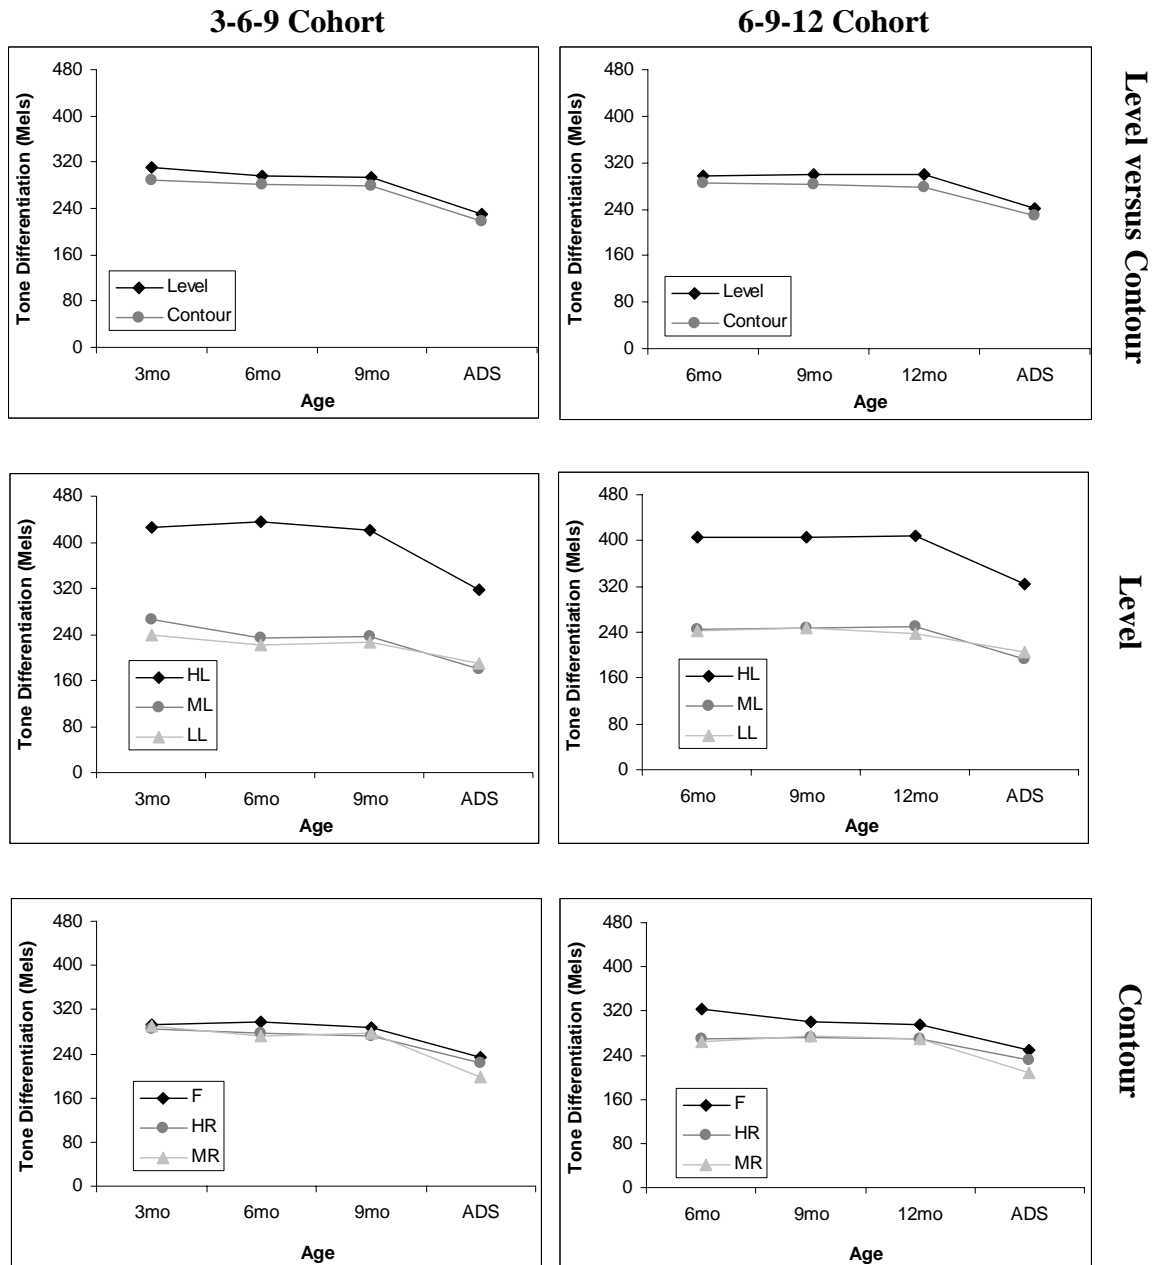 3-6-9 Cohort
6-9-12 Cohort
Tone Differentiation (Mels)
480
400
320
240
160
80
0
Level
Contour
3mo 6mo 9mo ADS
Age
Tone Differentiation (Mels)
480
400
320
240
160
80
0
Level
Contour
6mo 9mo 12mo ADS
Age
Level versus Contour
Tone Differentiation (Mels)
480
400
320
240
160
80
0
HL
ML
LL
3mo 6mo 9mo ADS
Age
Tone Differentiation (Mels)
480
400
320
240
160
80
0
HL
ML
LL
6mo 9mo 12mo ADS
Age
Level
Tone Differentiation (Mels)
480
400
320
240
160
80
0
F
HR
MR
3mo 6mo 9mo ADS
Age
Tone Differentiation (Mels)
480
400
320
240
160
80
0
F
HR
MR
6mo 9mo 12mo ADS
Age
Contour